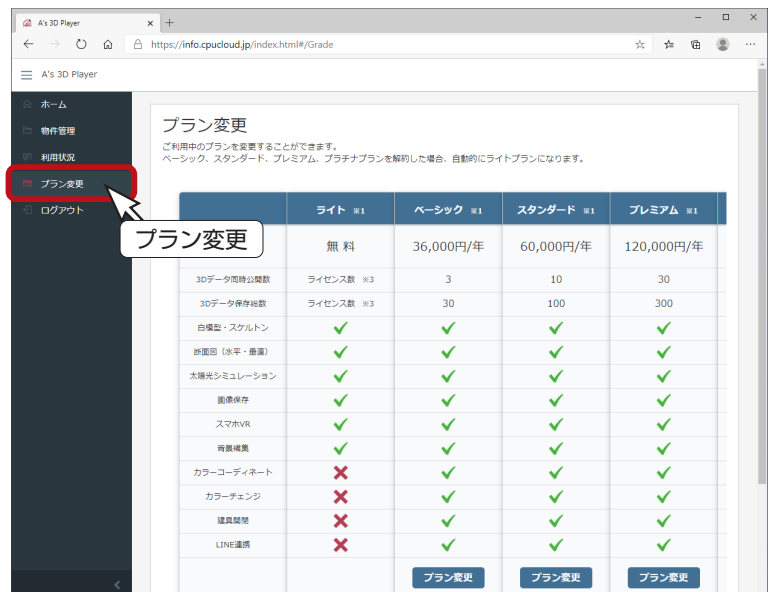 A's 3D Player
https://info.cpucloud.jp/index.html#/Grade
A's 3D Player
ホーム
物件管理
利用状況
プラン変更
ログアウト
プラン変更
プラン変更
ご利用中のプランを変更することができます。
ベーシック、スタンダード、プレミアム、プラチナプランを解約した場合、自動的にライトプランになります。
ライト ※1 ベーシック ※1 スタンダード ※1 プレミアム ※1
無料 36,000円/年 60,000円/年 120,000円/年
3Dデータ同時公開数 ライセンス数 ※3 3 10 30
3Dデータ保存総数 ライセンス数 ※3 30 100 300
白模型・スケルトン
断面図（水平・垂直）
太陽光シミュレーション
画像保存
スマホVR
背景編集
カラーコーディネート
カラーチェンジ
建具開閉
LINE連携
プラン変更 プラン変更 プラン変更